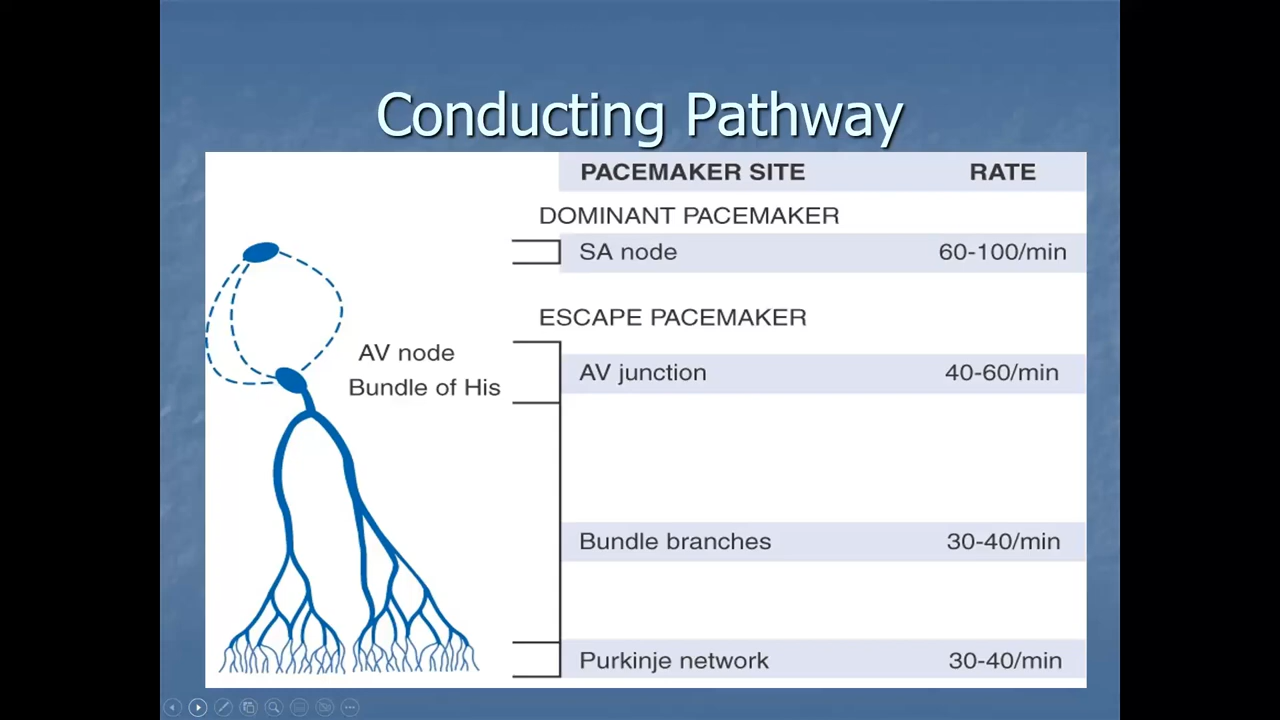 Conducting Pathway
PACEMAKER SITE RATE
DOMINANT PACEMAKER
SA node 60-100/min
ESCAPE PACEMAKER
AV node
AV junction 40-60/min
Bundle of His
Bundle branches 30-40/min
Purkinje network 30-40/min